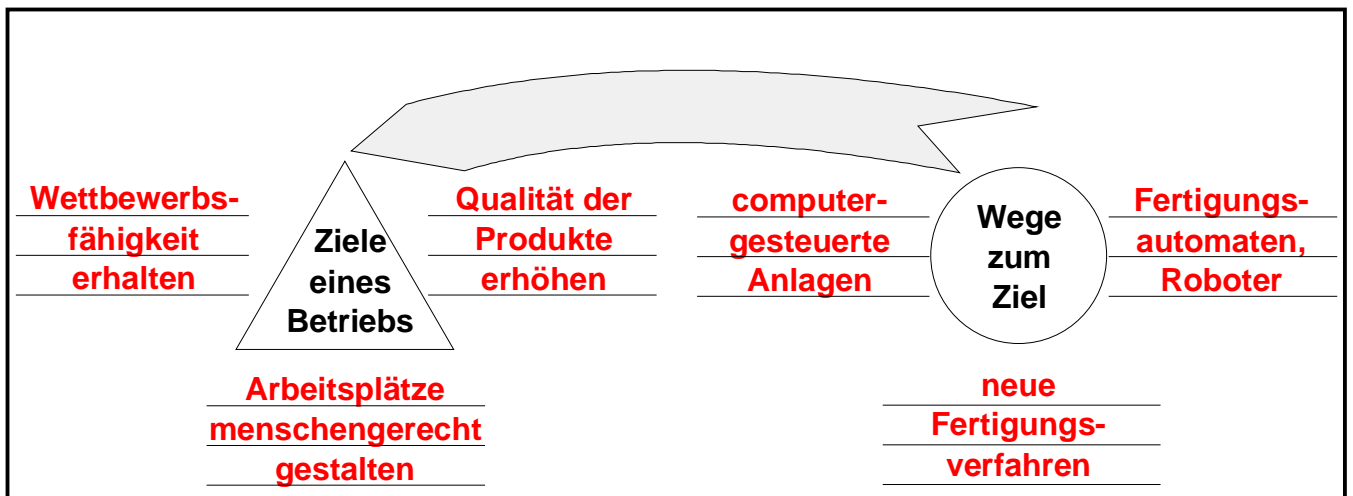 Wettbewerbs-
fähigkeit
erhalten
Ziele
eines
Betriebs
Qualität der
Produkte
erhöhen
Arbeitsplätze
menschengerecht
gestalten
computer-
gesteuerte
Anlagen
Wege
zum
Ziel
Fertigungs-
automaten,
Roboter
neue
Fertigungs-
verfahren